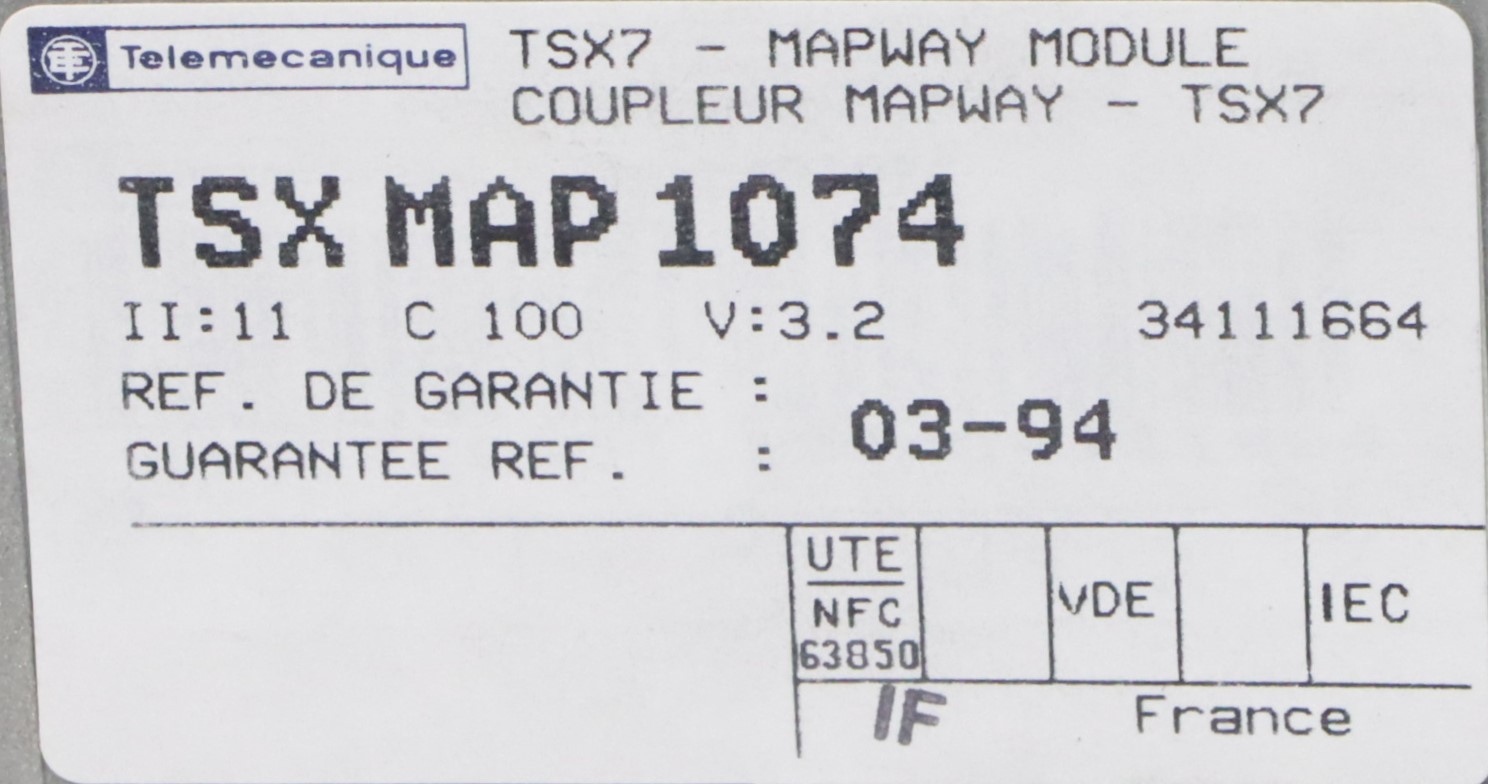 Telemecanique
TSX7 - MAPWAY MODULE
COUPLEUR MAPWAY - TSX7
TSX MAP 1074
II:11 C 100 V:3.2 34111664
REF. DE GARANTIE :
GUARANTEE REF. :
03-94
UTE
NFC
63850
VDE
IEC
IF
France